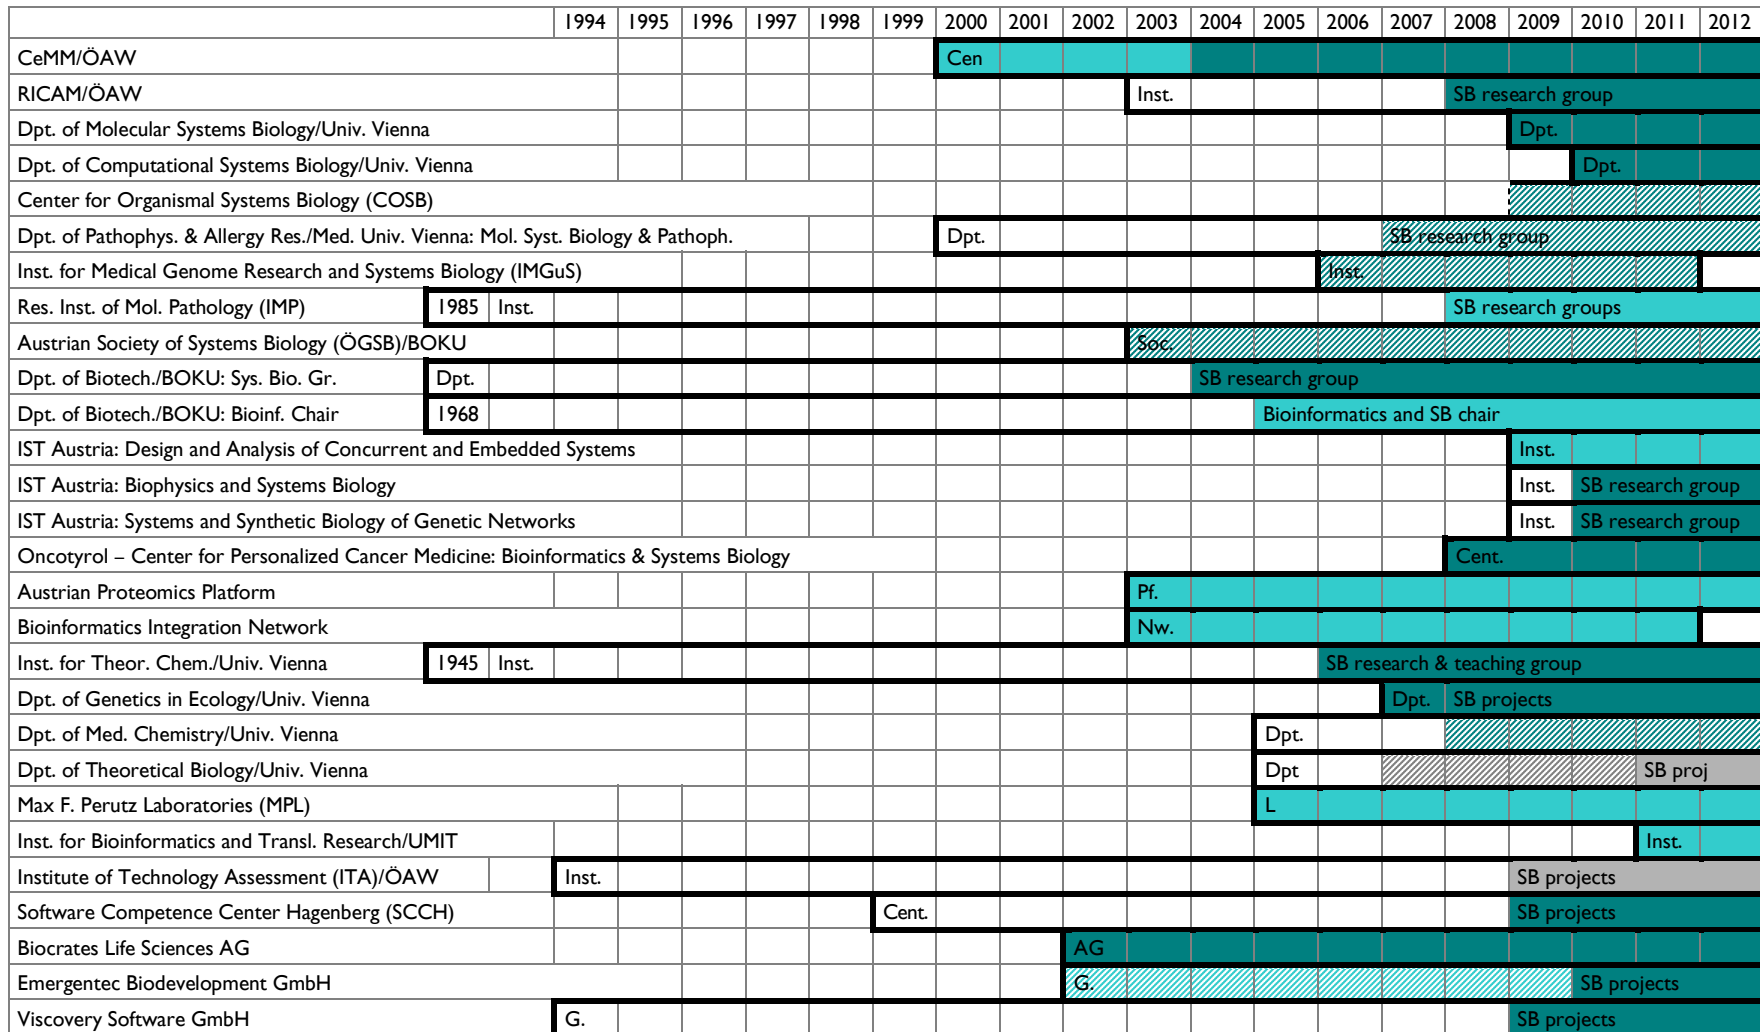 1994 1995 1996 1997 1998 1999 2000 2001 2002 2003 2004 2005 2006 2007 2008 2009 2010 2011 2012
CeMM/ÖAW Cen
RICAM/ÖAW Inst. SB research group
Dpt. of Molecular Systems Biology/Univ. Vienna Dpt.
Dpt. of Computational Systems Biology/Univ. Vienna Dpt.
Center for Organismal Systems Biology (COSB)
Dpt. of Pathophys. & Allergy Res./Med. Univ. Vienna: Mol. Syst. Biology & Pathoph. Dpt. SB research group
Inst. for Medical Genome Research and Systems Biology (IMGuS) Inst.
Res. Inst. of Mol. Pathology (IMP) 1985 Inst. SB research groups
Austrian Society of Systems Biology (ÖGSB)/BOKU Soc.
Dpt. of Biotech./BOKU: Sys. Bio. Gr. Dpt. SB research group
Dpt. of Biotech./BOKU: Bioinf. Chair 1968 Bioinformatics and SB chair
IST Austria: Design and Analysis of Concurrent and Embedded Systems Inst.
IST Austria: Biophysics and Systems Biology Inst. SB research group
IST Austria: Systems and Synthetic Biology of Genetic Networks Inst. SB research group
Oncotyrol – Center for Personalized Cancer Medicine: Bioinformatics & Systems Biology Cent.
Austrian Proteomics Platform Pf.
Bioinformatics Integration Network Nw.
Inst. for Theor. Chem./Univ. Vienna 1945 Inst. SB research & teaching group
Dpt. of Genetics in Ecology/Univ. Vienna Dpt. SB projects
Dpt. of Med. Chemistry/Univ. Vienna Dpt.
Dpt. of Theoretical Biology/Univ. Vienna Dpt SB proj
Max F. Perutz Laboratories (MPL) L
Inst. for Bioinformatics and Transl. Research/UMIT Inst.
Institute of Technology Assessment (ITA)/ÖAW Inst. SB projects
Software Competence Center Hagenberg (SCCH) Cent. SB projects
Biocrates Life Sciences AG AG
Emergentec Biodevelopment GmbH G. SB projects
Viscovery Software GmbH G. SB projects